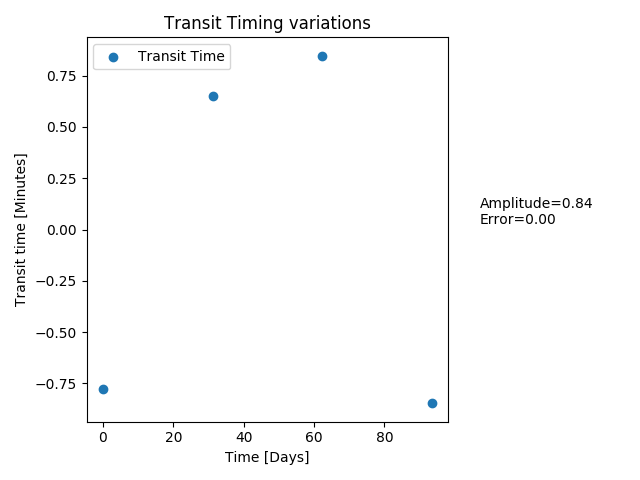 Transit Timing variations
Transit Time
0.75
0.50
0.25
0.00
−0.25
−0.50
−0.75
Transit time [Minutes]
0 20 40 60 80
Time [Days]
Amplitude=0.84
Error=0.00